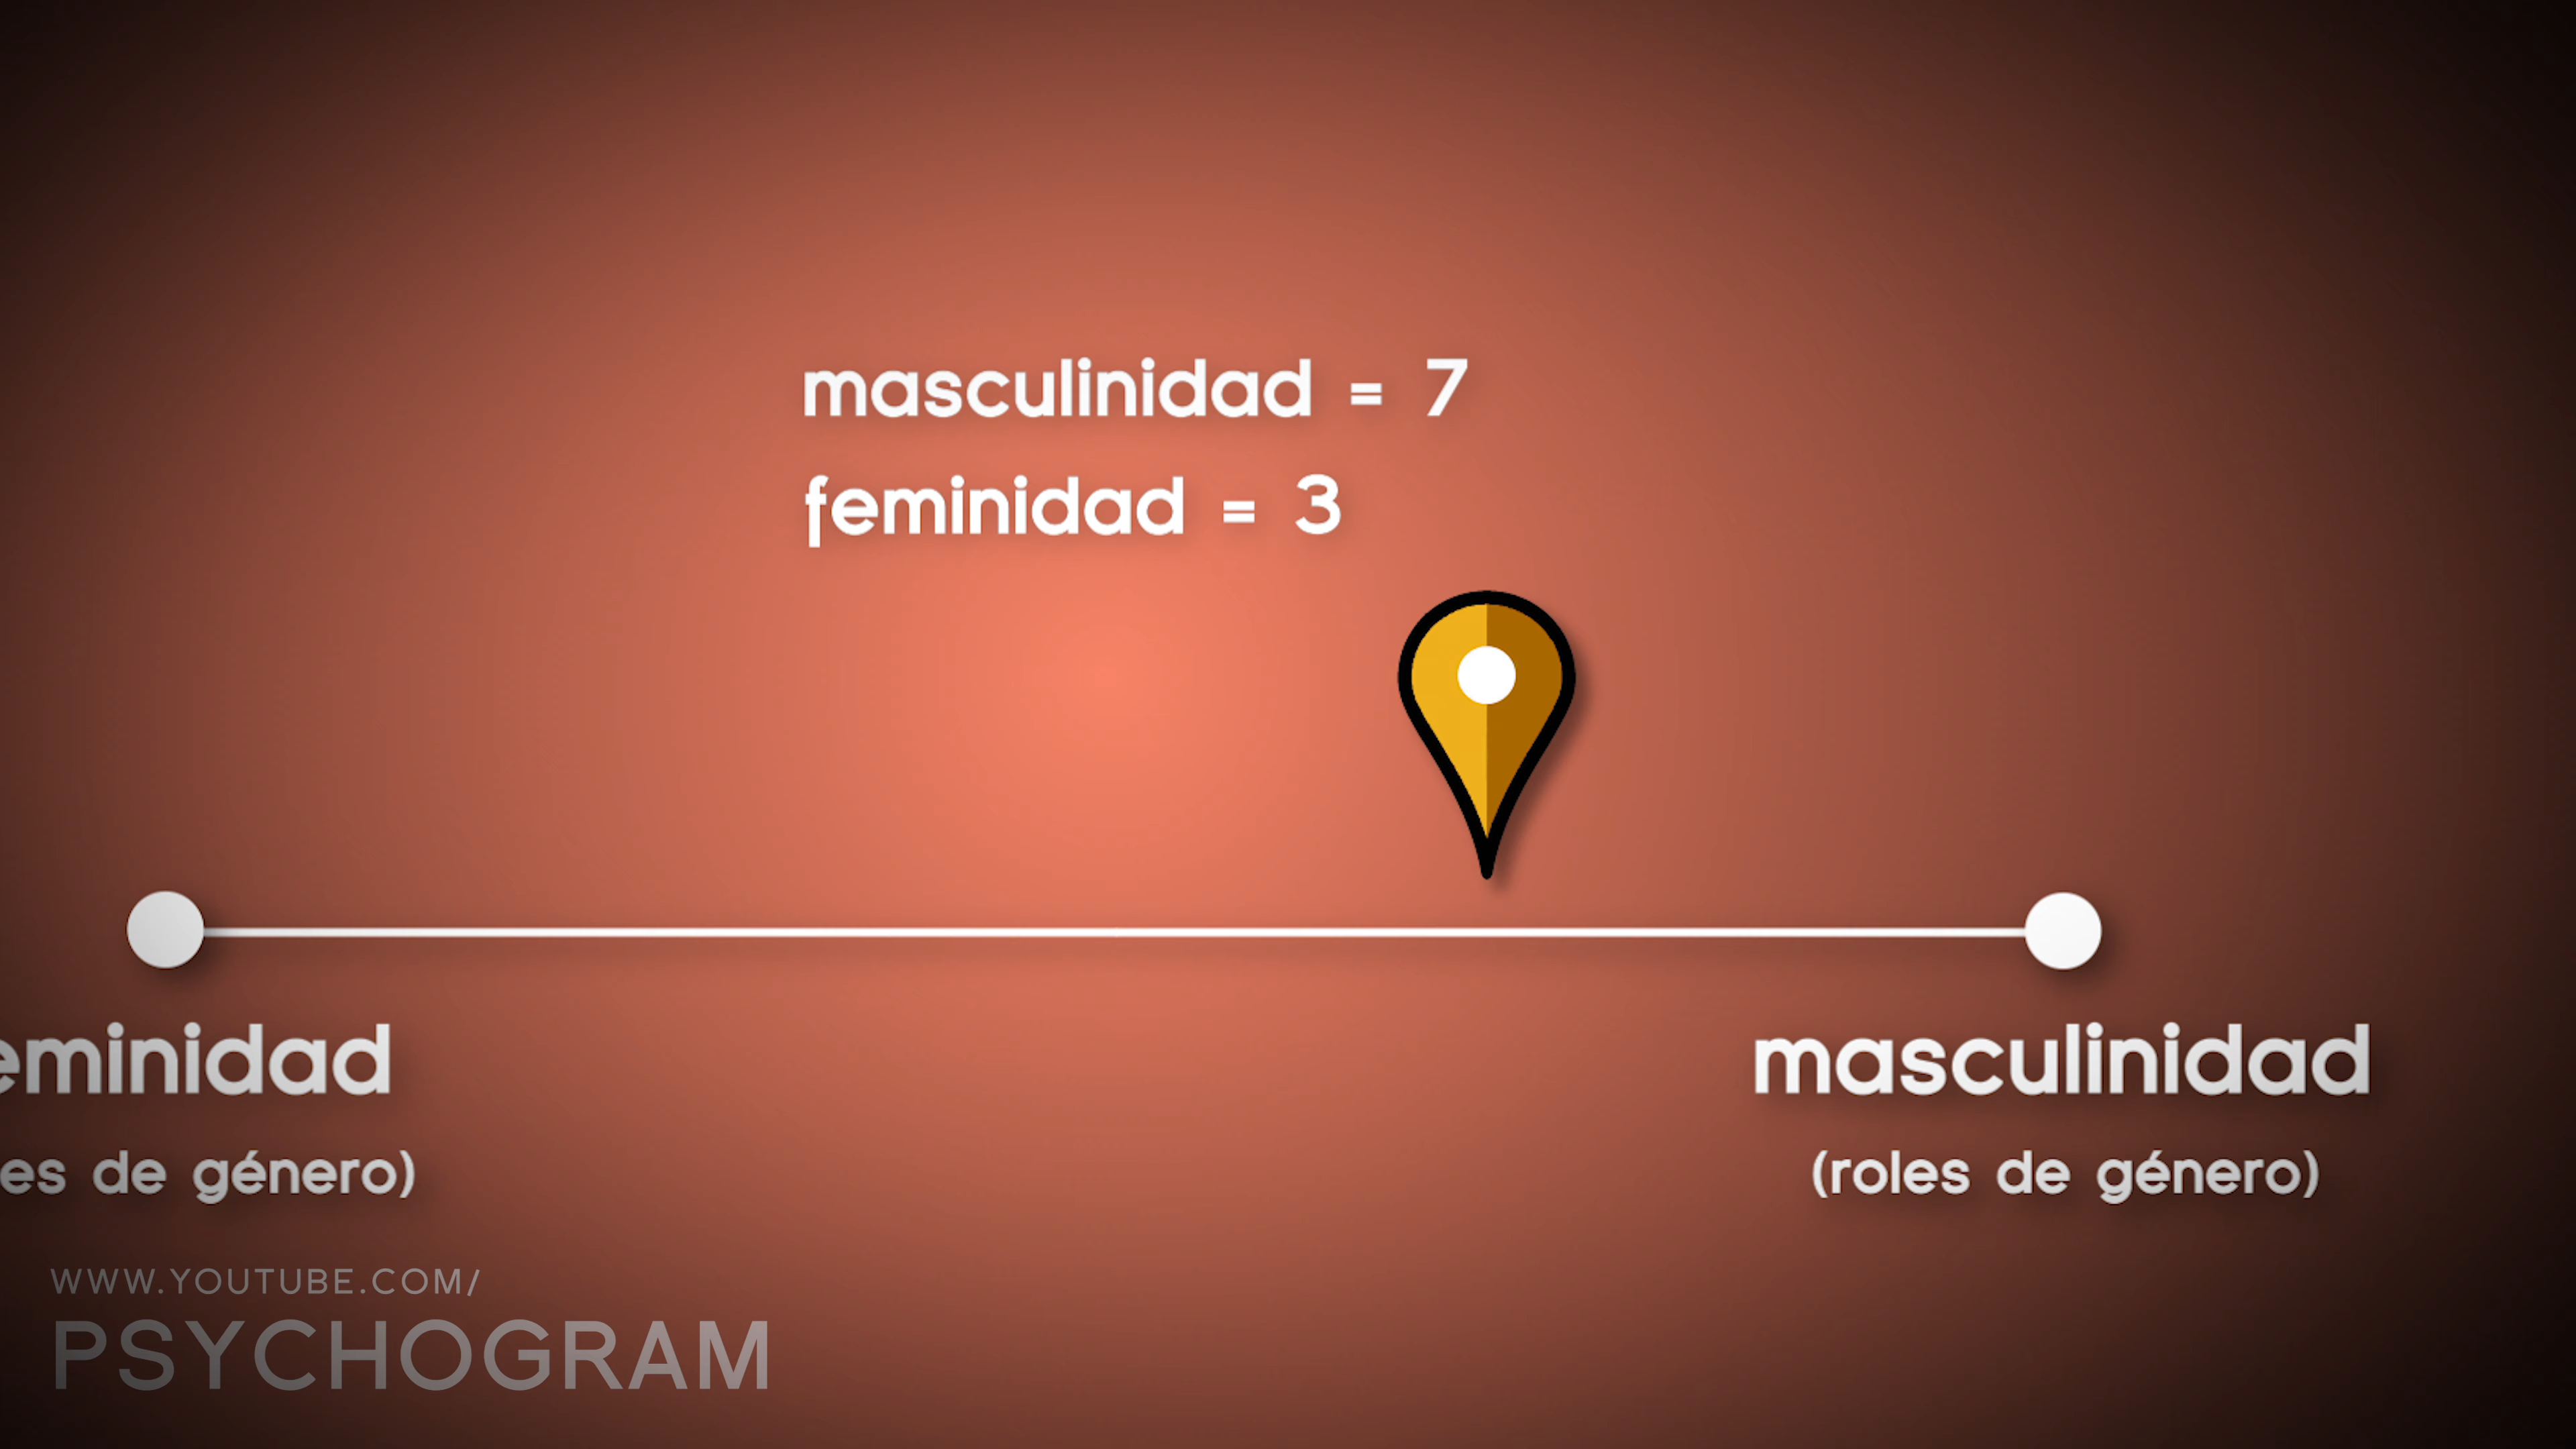 masculinidad = 7
feminidad = 3
eminidad
masculinidad
es de género)
(roles de género)
WWW.YOUTUBE.COM/
PSYCHOGRAM